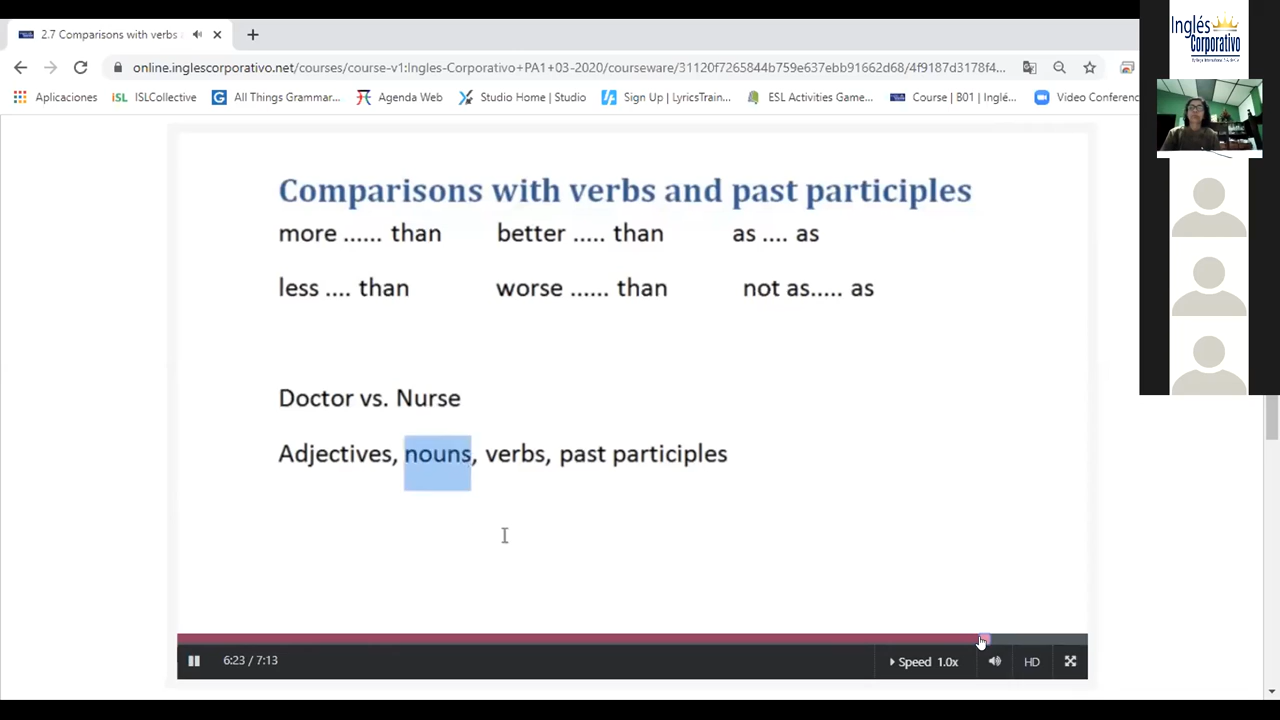 2.7 Comparisons with verbs
online.inglescorporativo.net/courses/course-v1:Ingles-Corporativo+PA1+03-2020/courseware/31120f7265844b759e637ebb91662d68/4f9187d3178f4...
Aplicaciones
ISLCollective
All Things Grammar...
Agenda Web
Studio Home | Studio
Sign Up | LyricsTrain...
ESL Activities Game...
Course | B01 | Inglé...
Video Conferenc
Inglés
Corporativo
Comparisons with verbs and past participles
more ...... than better ..... than as .... as
less .... than worse ...... than not as..... as
Doctor vs. Nurse
Adjectives, nouns, verbs, past participles
6:23 / 7:13
Speed 1.0x
HD